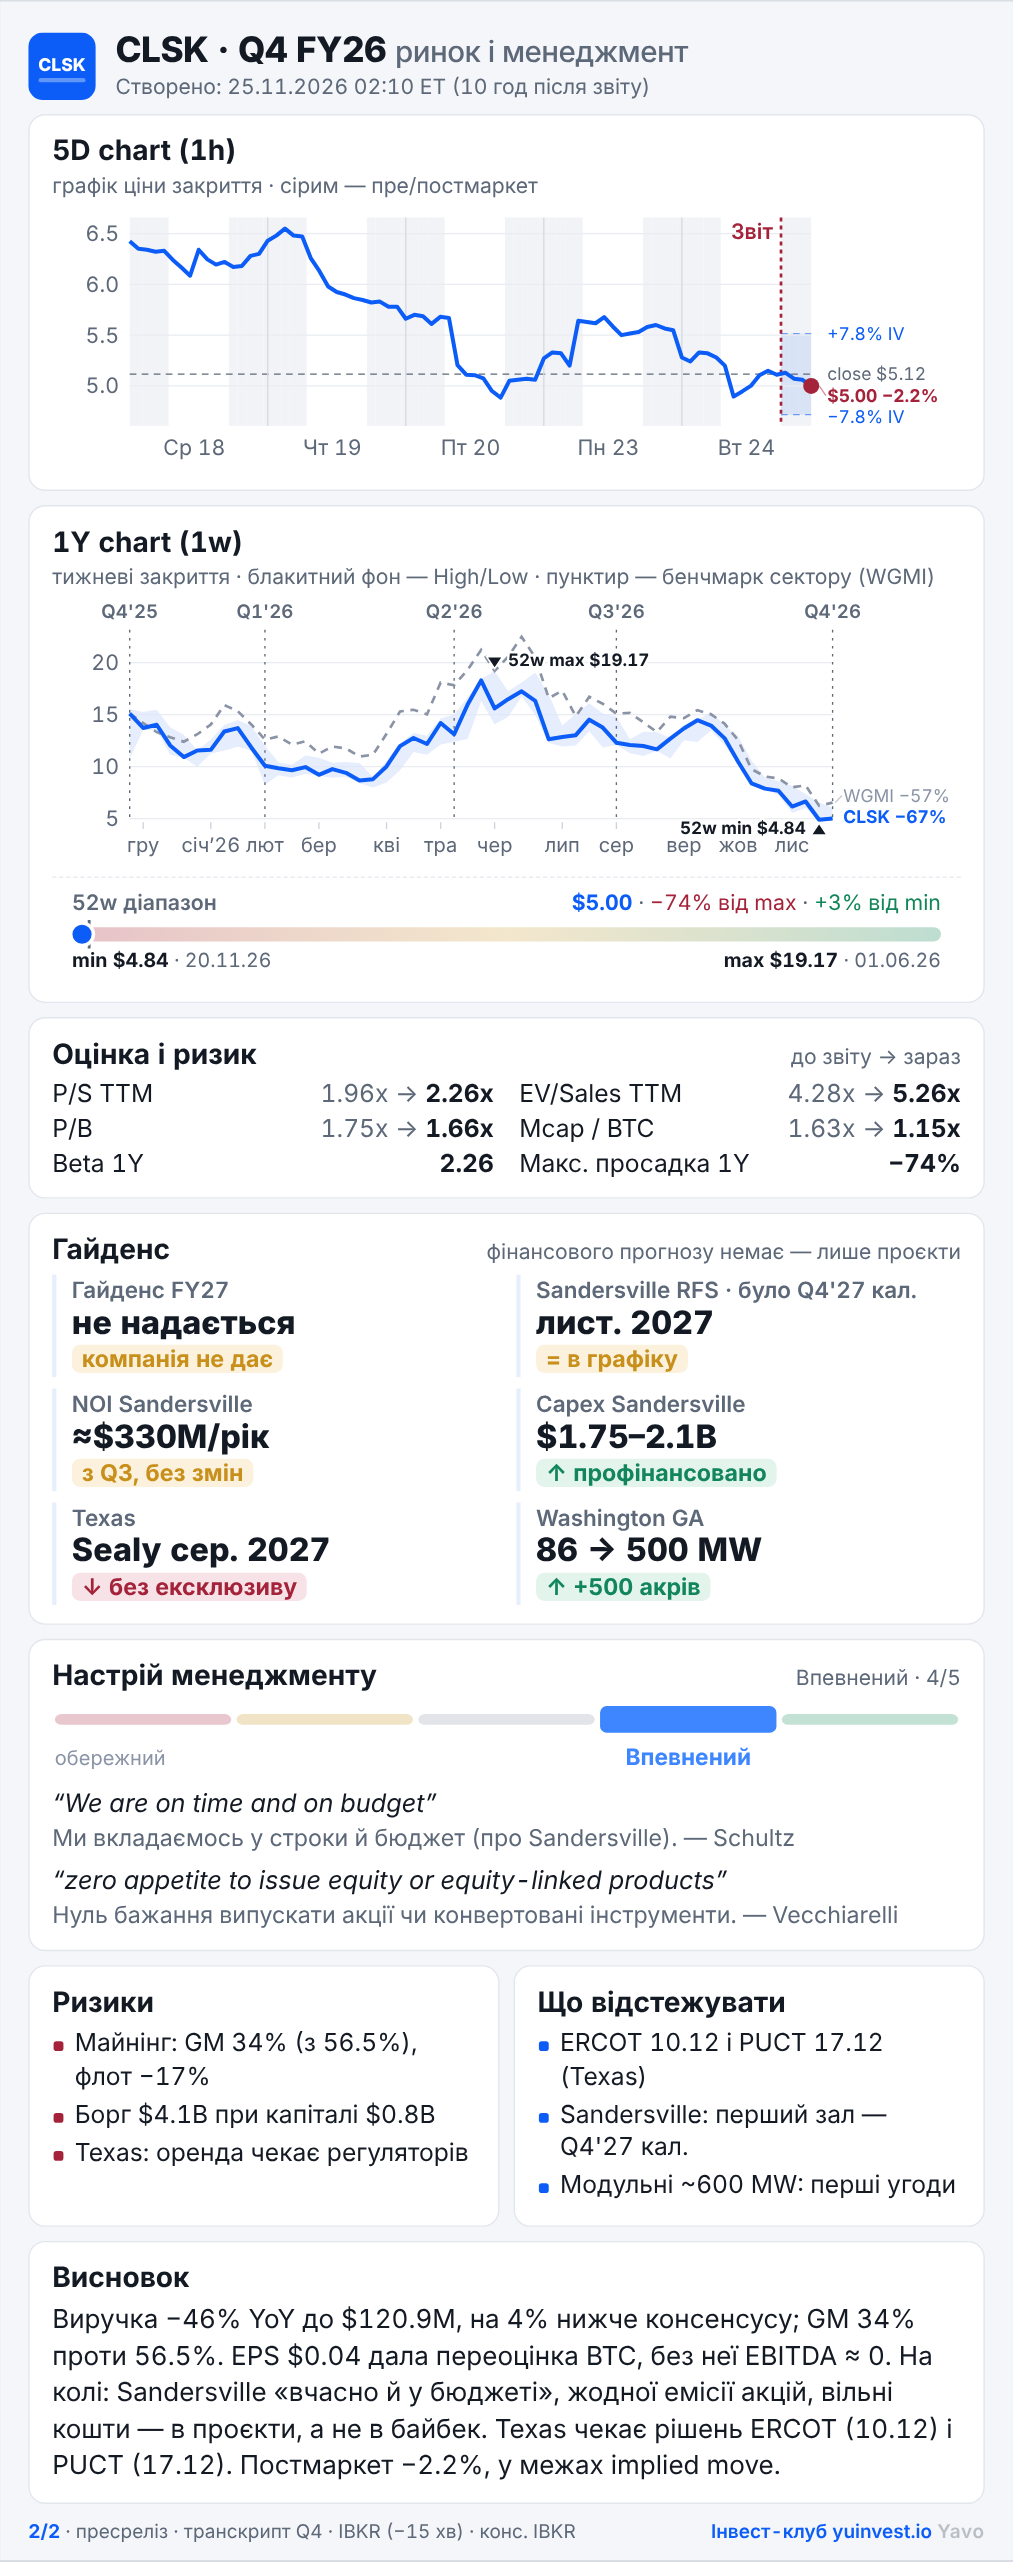 CLSK
CLSK · Q4 FY26 ринок і менеджмент
Створено: 25.11.2026 02:10 ET (10 год після звіту)
5D chart (1h)
графік ціни закриття · сірим — пре/постмаркет
Звіт
6.5
6.0
5.5
5.0
+7.8% IV
close $5.12
$5.00 −2.2%
−7.8% IV
Ср 18 Чт 19 Пт 20 Пн 23 Вт 24
1Y chart (1w)
тижневі закриття · блакитний фон — High/Low · пунктир — бенчмарк сектору (WGMI)
Q4'25 Q1'26 Q2'26 Q3'26 Q4'26
20
15
10
5
52w max $19.17
WGMI −57%
CLSK −67%
52w min $4.84
гру січ'26 лют бер кві тра чер лип сер вер жов лис
52w діапазон
$5.00 · −74% від max · +3% від min
min $4.84 · 20.11.26
max $19.17 · 01.06.26
Оцінка і ризик
до звіту → зараз
P/S TTM 1.96x → 2.26x
EV/Sales TTM 4.28x → 5.26x
P/B 1.75x → 1.66x
Mcap / BTC 1.63x → 1.15x
Beta 1Y 2.26
Макс. просадка 1Y −74%
Гайденс
фінансового прогнозу немає — лише проєкти
Гайденс FY27
не надається
компанія не дає
Sandersville RFS · було Q4'27 кал.
лист. 2027
= в графіку
NOI Sandersville
≈$330M/рік
з Q3, без змін
Capex Sandersville
$1.75–2.1B
↑ профінансовано
Texas
Sealy сер. 2027
↓ без ексклюзиву
Washington GA
86 → 500 MW
↑ +500 акрів
Настрій менеджменту
Впевнений · 4/5
обережний
Впевнений
“We are on time and on budget”
Ми вкладаємось у строки й бюджет (про Sandersville). — Schultz
“zero appetite to issue equity or equity-linked products”
Нуль бажання випускати акції чи конвертовані інструменти. — Vecchiarelli
Ризики
Майнінг: GM 34% (з 56.5%),
флот −17%
Борг $4.1B при капіталі $0.8B
Texas: оренда чекає регуляторів
Що відстежувати
ERCOT 10.12 і PUCT 17.12
(Texas)
Sandersville: перший зал —
Q4'27 кал.
Модульні ~600 MW: перші угоди
Висновок
Виручка −46% YoY до $120.9M, на 4% нижче консенсусу; GM 34%
проти 56.5%. EPS $0.04 дала переоцінка BTC, без неї EBITDA ≈ 0. На
колі: Sandersville «вчасно й у бюджеті», жодної емісії акцій, вільні
кошти — в проєкти, а не в байбек. Texas чекає рішень ERCOT (10.12) і
PUCT (17.12). Постмаркет −2.2%, у межах implied move.
2/2 · пресреліз · транскрипт Q4 · IBKR (−15 хв) · конс. IBKR
Інвест-клуб yuinvest.io Yavo